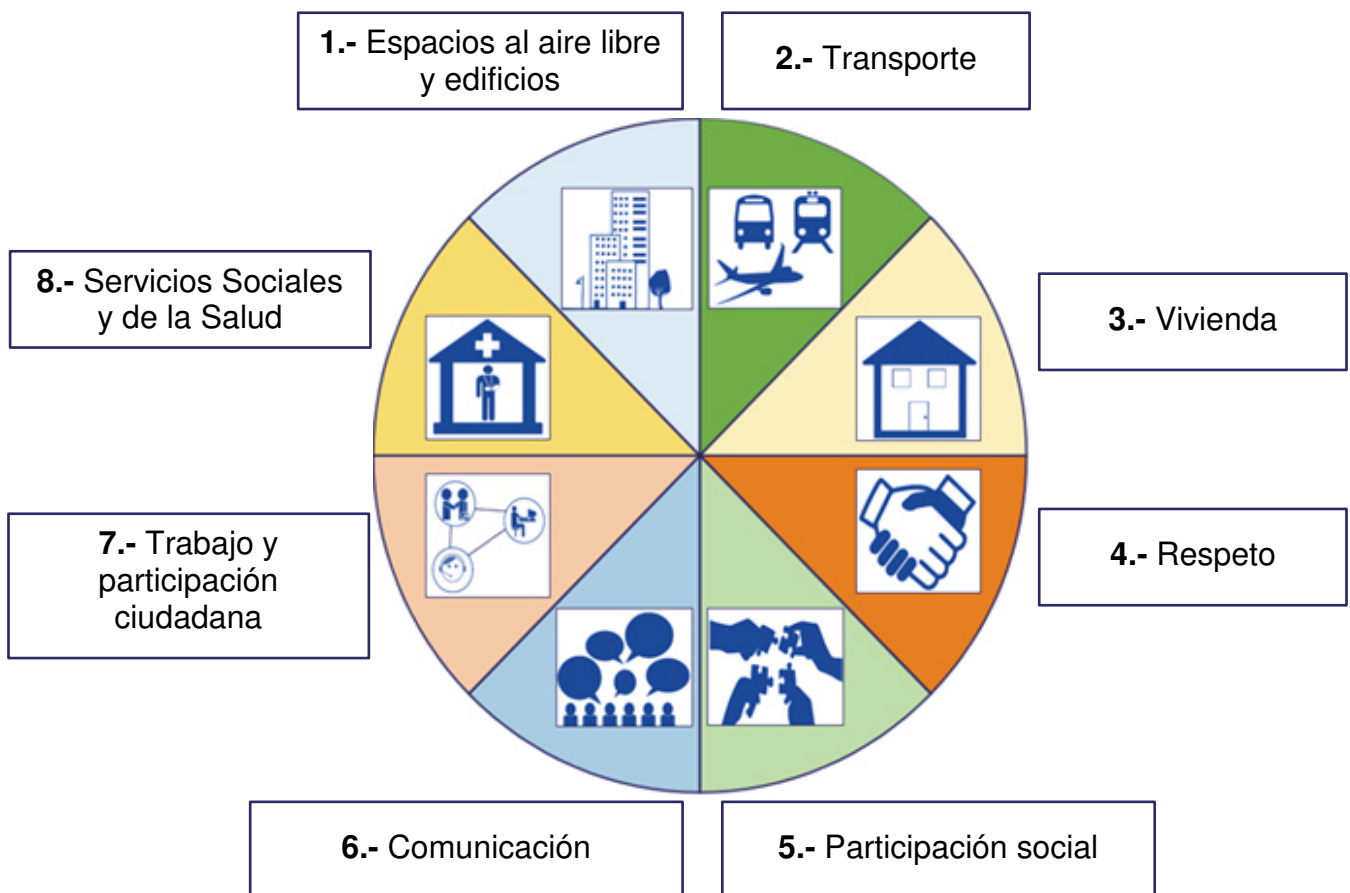 1.- Espacios al aire libre
y edificios
2.- Transporte
3.- Vivienda
4.- Respeto
5.- Participación social
6.- Comunicación
7.- Trabajo y
participación
ciudadana
8.- Servicios Sociales
y de la Salud